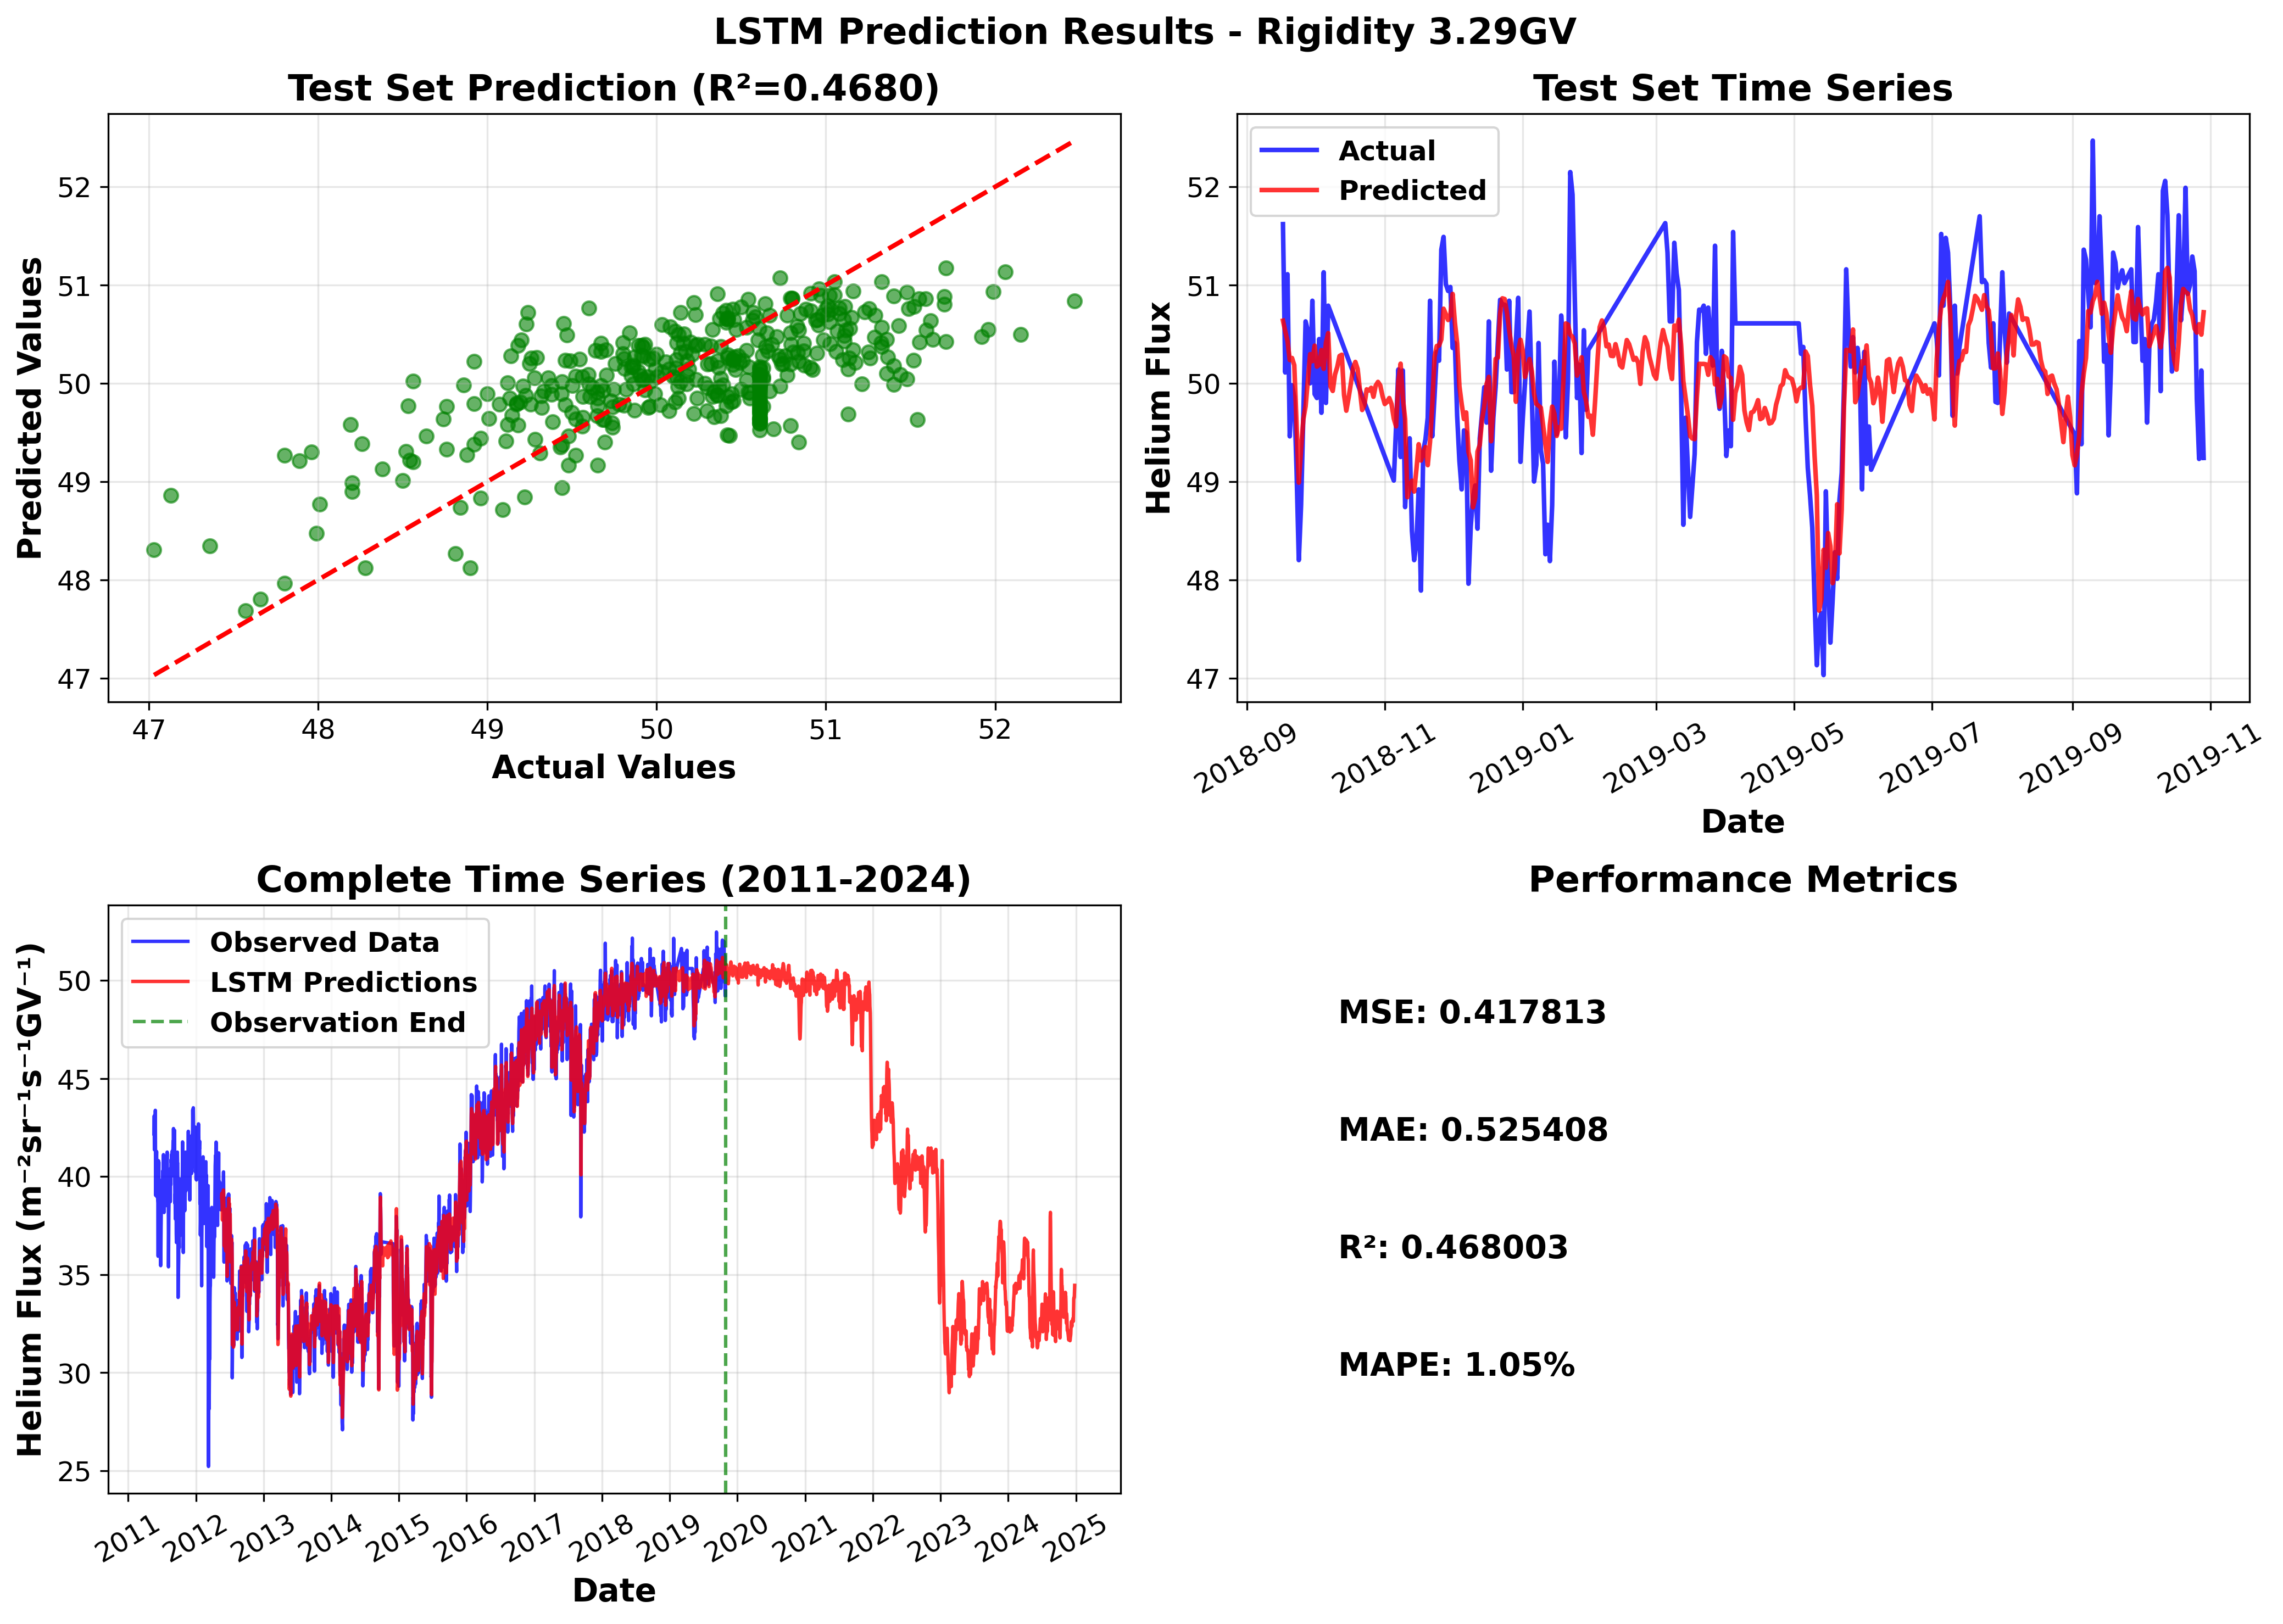 LSTM Prediction Results - Rigidity 3.29GV
Test Set Prediction (R²=0.4680)
Predicted Values
52
51
50
49
48
47
47 48 49 50 51 52
Actual Values
Test Set Time Series
Actual
Predicted
Helium Flux
52
51
50
49
48
47
2018-09 2018-11 2019-01 2019-03 2019-05 2019-07 2019-09 2019-11
Date
Complete Time Series (2011-2024)
Observed Data
LSTM Predictions
Observation End
Helium Flux (m⁻²sr⁻¹s⁻¹GV⁻¹)
50
45
40
35
30
25
2011 2012 2013 2014 2015 2016 2017 2018 2019 2020 2021 2022 2023 2024 2025
Date
Performance Metrics
MSE: 0.417813
MAE: 0.525408
R²: 0.468003
MAPE: 1.05%